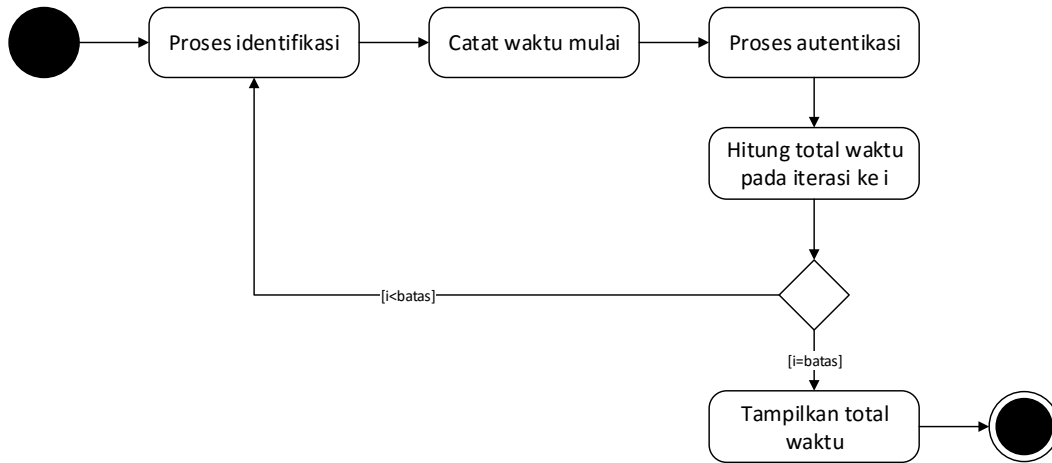 Proses identifikasi
Catat waktu mulai
Proses autentikasi
Hitung total waktu
pada iterasi ke i
[i<batas]
[i=batas]
Tampilkan total
waktu